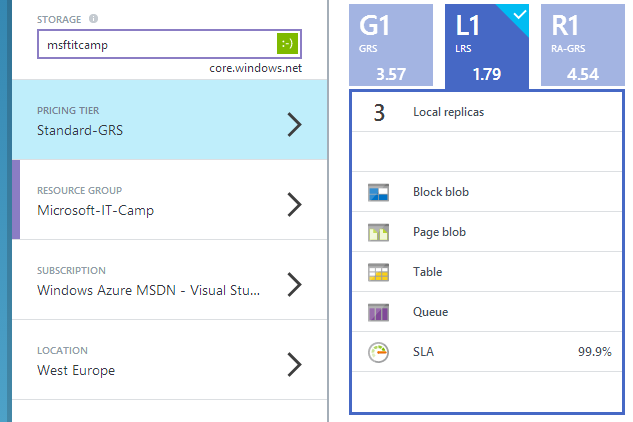 STORAGE
msftitcamp
:-)
core.windows.net
PRICING TIER
Standard-GRS
RESOURCE GROUP
Microsoft-IT-Camp
SUBSCRIPTION
Windows Azure MSDN - Visual Stu...
LOCATION
West Europe
G1
GRS
3.57
L1
LRS
1.79
R1
RA-GRS
4.54
3 Local replicas
Block blob
Page blob
Table
Queue
SLA 99.9%